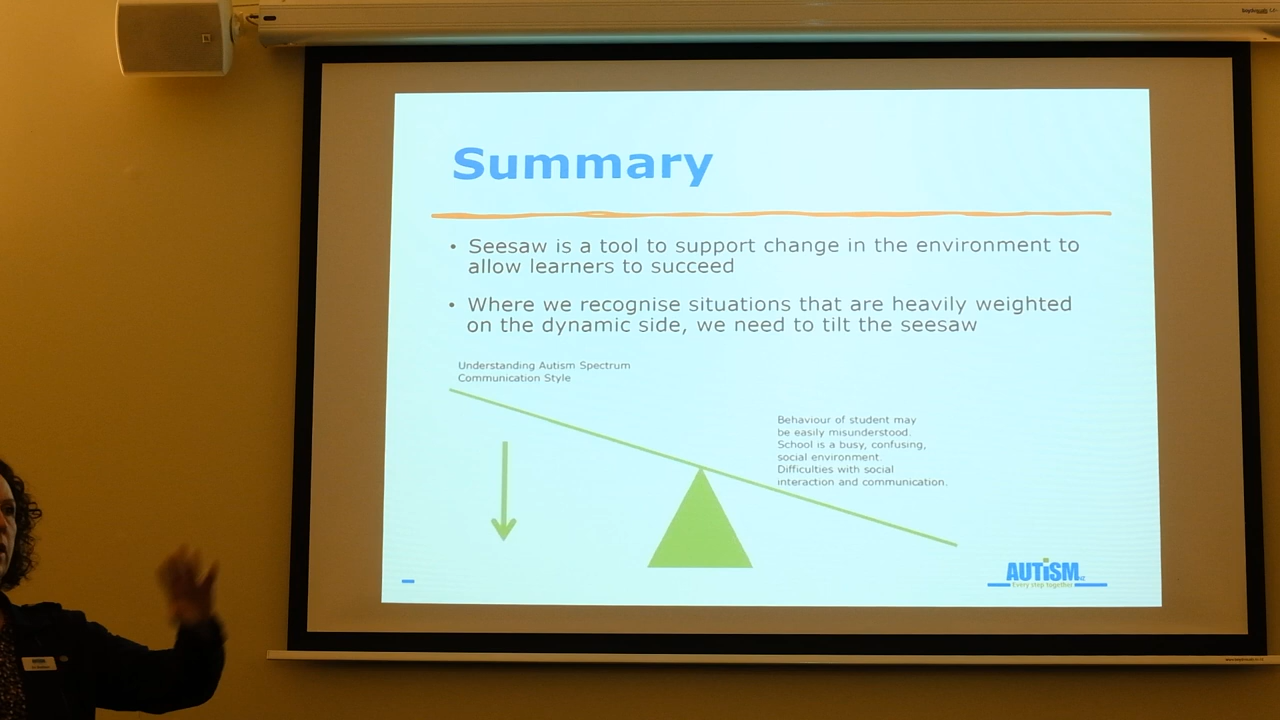 Summary
• Seesaw is a tool to support change in the environment to
allow learners to succeed
• Where we recognise situations that are heavily weighted
on the dynamic side, we need to tilt the seesaw
Understanding Autism Spectrum
Communication Style
Behaviour of student may
be easily misunderstood.
School is a busy, confusing,
social environment.
Difficulties with social
interaction and communication.
AUTiSM NZ
Every step together